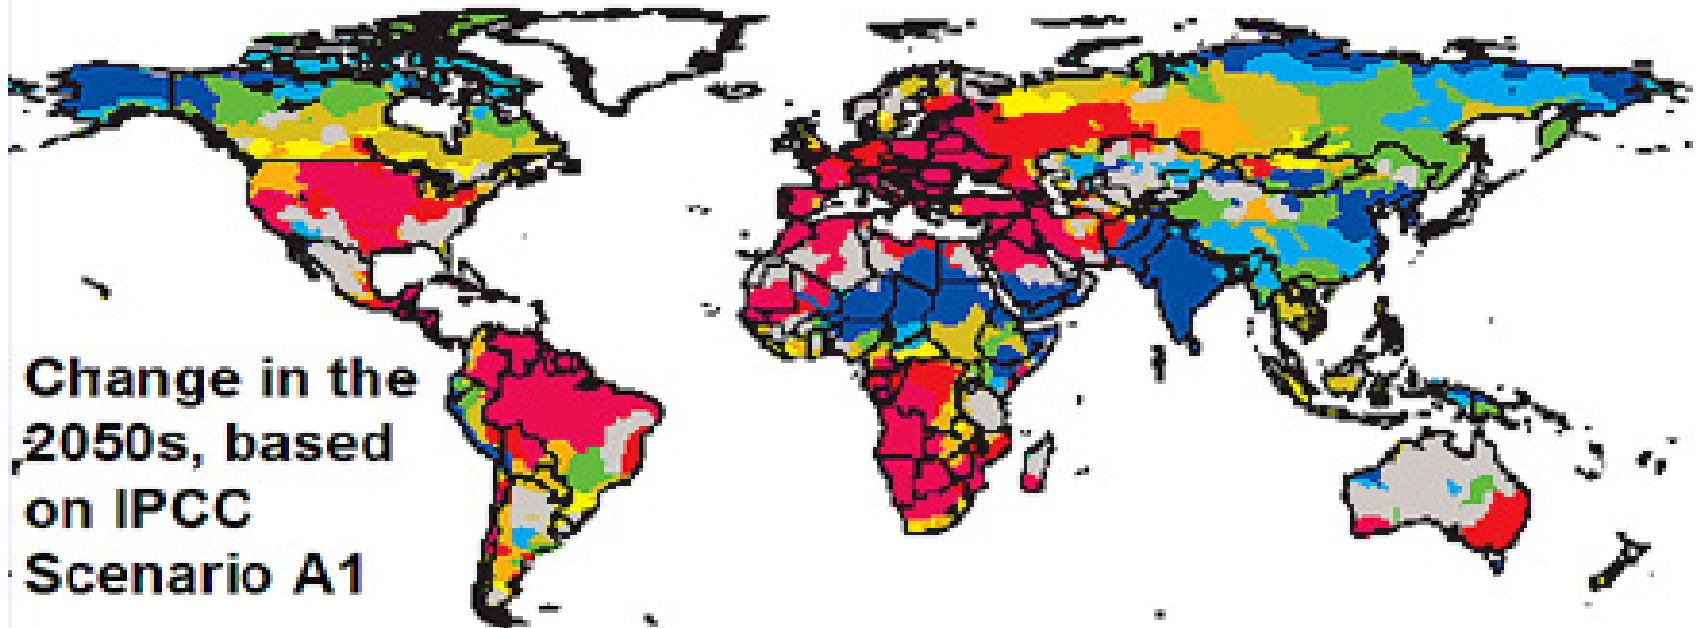 Change in the
2050s, based
on IPCC
Scenario A1